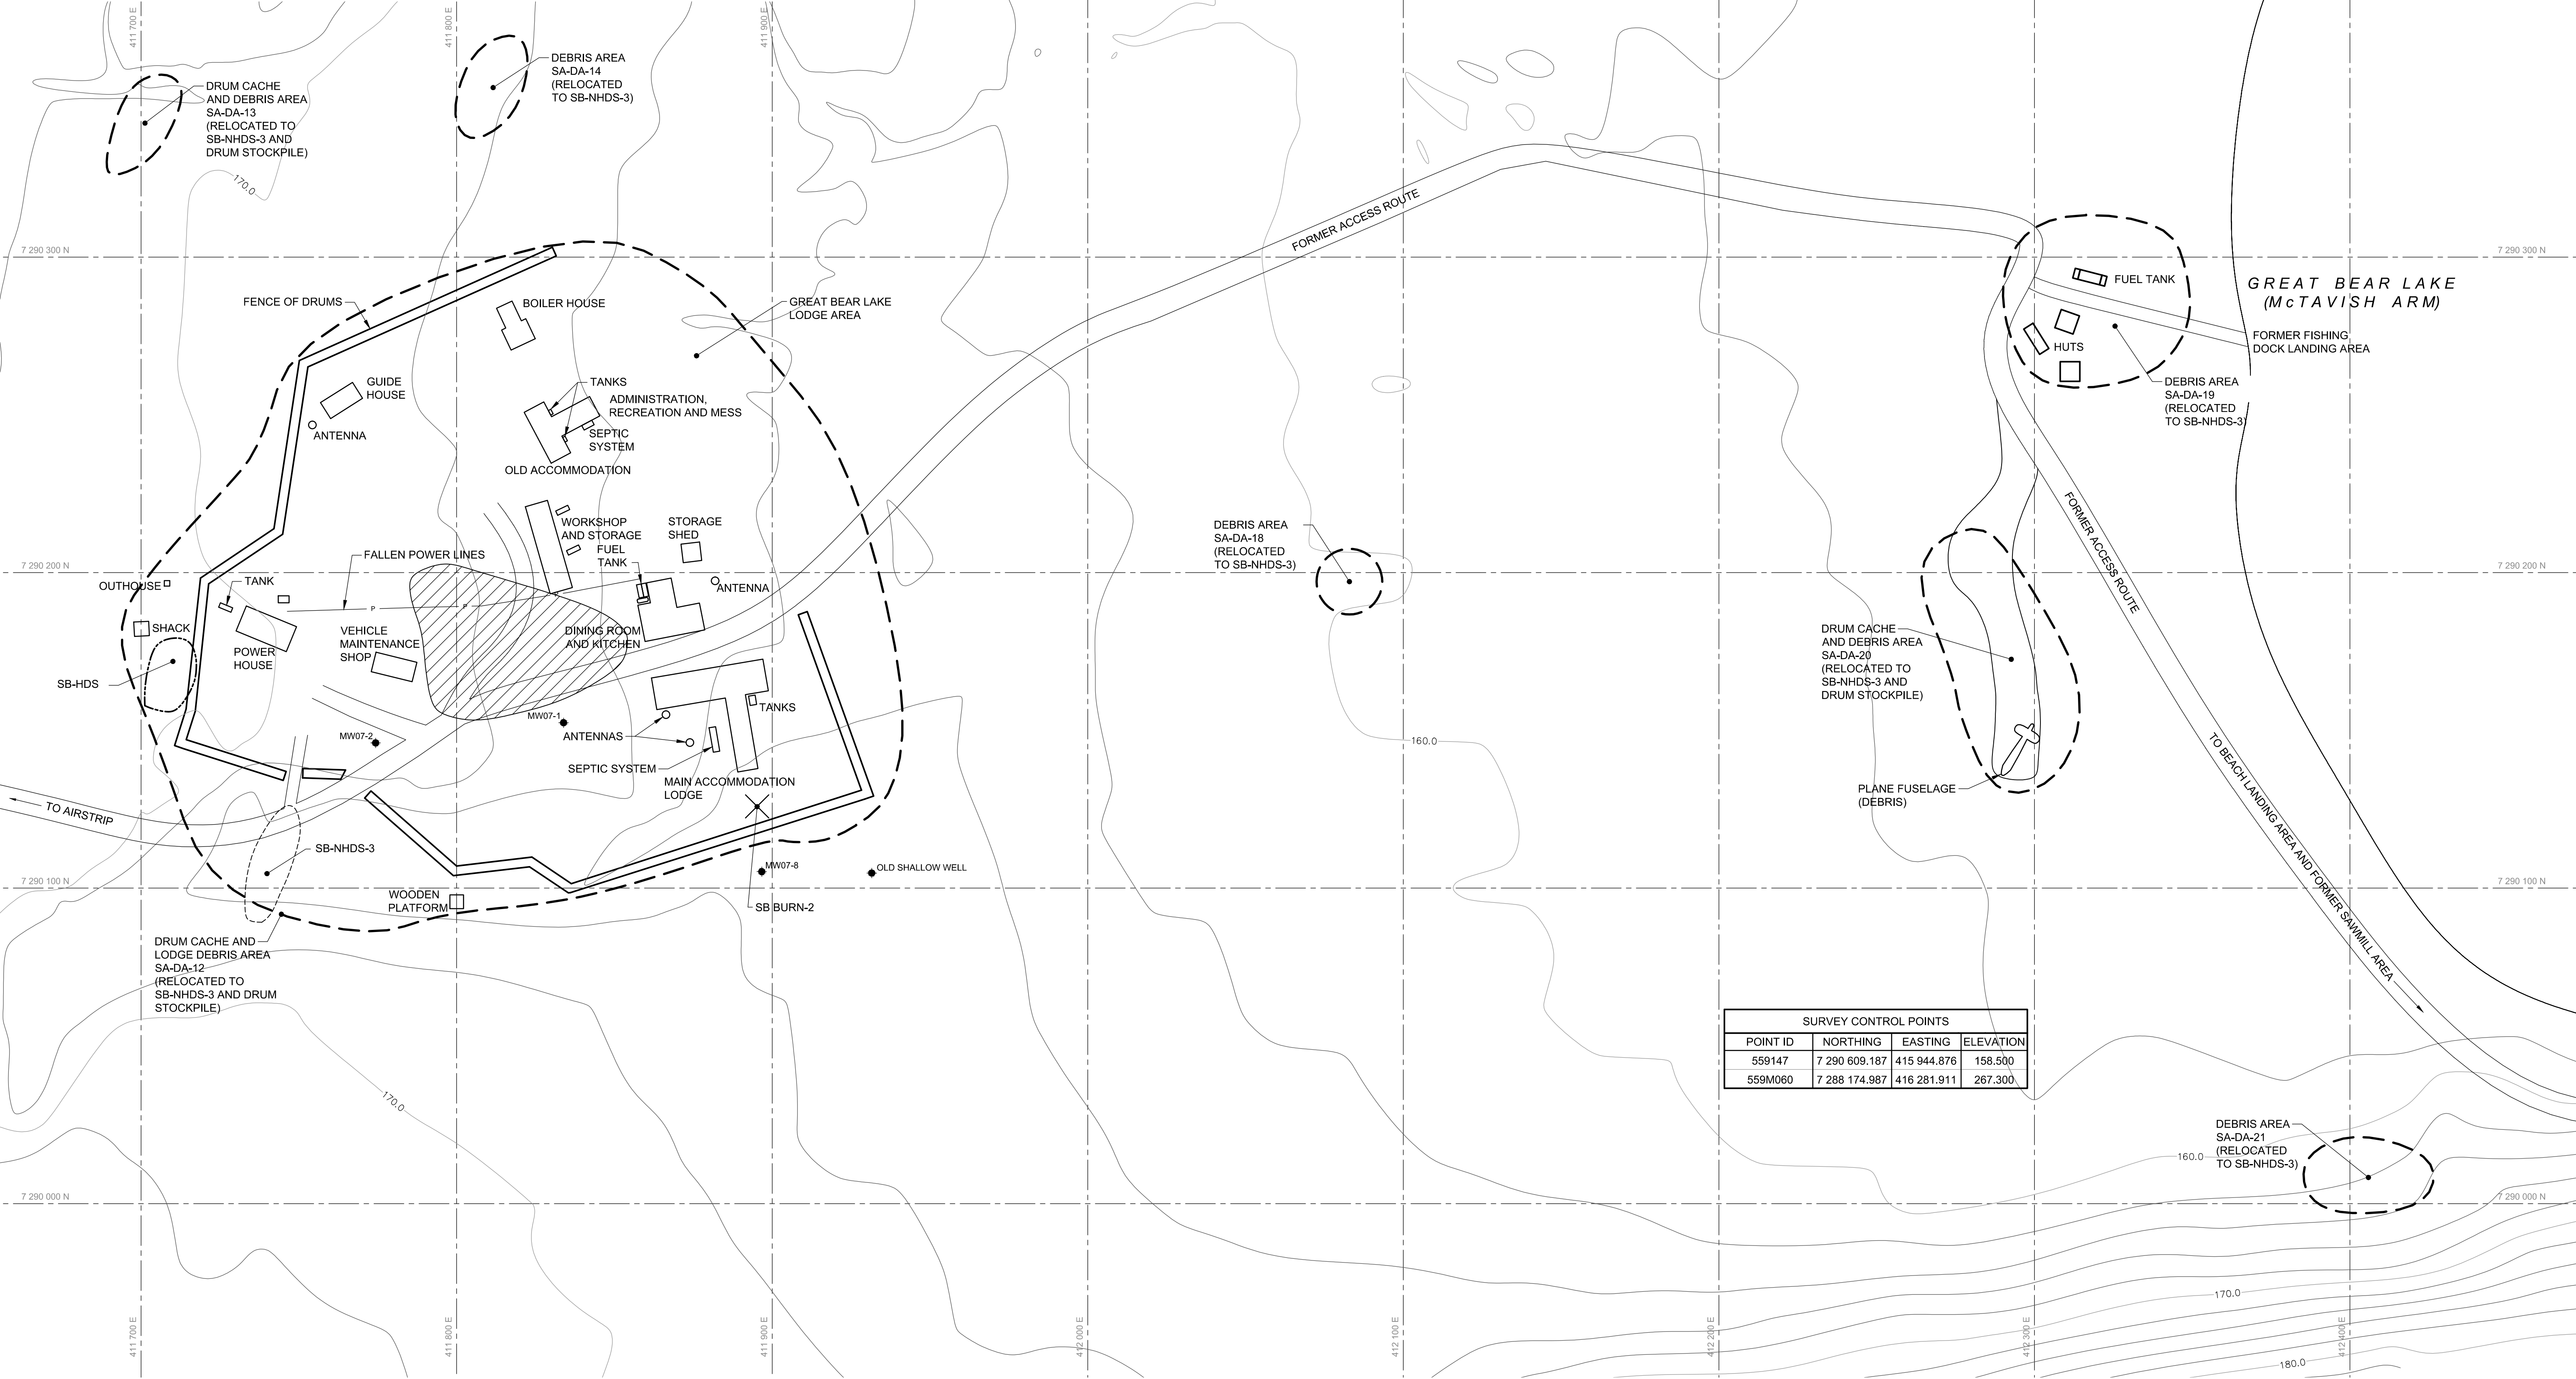 411 700 E
411 800 E
411 900 E
DRUM CACHE
AND DEBRIS AREA
SA-DA-13
(RELOCATED TO
SB-NHDS-3 AND
DRUM STOCKPILE)
DEBRIS AREA
SA-DA-14
(RELOCATED
TO SB-NHDS-3)
170.0
FORMER ACCESS ROUTE
7 290 300 N
7 290 300 N
FENCE OF DRUMS
BOILER HOUSE
GREAT BEAR LAKE
LODGE AREA
FUEL TANK
GREAT BEAR LAKE
(McTAVISH ARM)
FORMER FISHING
DOCK LANDING AREA
HUTS
DEBRIS AREA
SA-DA-19
(RELOCATED
TO SB-NHDS-3)
GUIDE
HOUSE
ANTENNA
TANKS
ADMINISTRATION,
RECREATION AND MESS
SEPTIC
SYSTEM
OLD ACCOMMODATION
WORKSHOP
AND STORAGE
STORAGE
SHED
FUEL
TANK
FALLEN POWER LINES
7 290 200 N
7 290 200 N
OUTHOUSE
TANK
ANTENNA
P
P
SHACK
POWER
HOUSE
VEHICLE
MAINTENANCE
SHOP
DINING ROOM
AND KITCHEN
SB-HDS
MW07-1
MW07-2
TANKS
ANTENNAS
SEPTIC SYSTEM
MAIN ACCOMMODATION
LODGE
DEBRIS AREA
SA-DA-18
(RELOCATED
TO SB-NHDS-3)
160.0
DRUM CACHE
AND DEBRIS AREA
SA-DA-20
(RELOCATED TO
SB-NHDS-3 AND
DRUM STOCKPILE)
PLANE FUSELAGE
(DEBRIS)
FORMER ACCESS ROUTE
TO BEACH LANDING AREA AND FORMER SAWMILL AREA
TO AIRSTRIP
SB-NHDS-3
MW07-8
OLD SHALLOW WELL
7 290 100 N
7 290 100 N
WOODEN
PLATFORM
SB BURN-2
DRUM CACHE AND
LODGE DEBRIS AREA
SA-DA-12
(RELOCATED TO
SB-NHDS-3 AND DRUM
STOCKPILE)
170.0
SURVEY CONTROL POINTS
POINT ID NORTHING EASTING ELEVATION
559147 7 290 609.187 415 944.876 158.500
559M060 7 288 174.987 416 281.911 267.300
DEBRIS AREA
SA-DA-21
(RELOCATED
TO SB-NHDS-3)
160.0
7 290 000 N
7 290 000 N
170.0
180.0
411 700 E
411 800 E
411 900 E
412 000 E
412 100 E
412 200 E
412 300 E
412 400 E